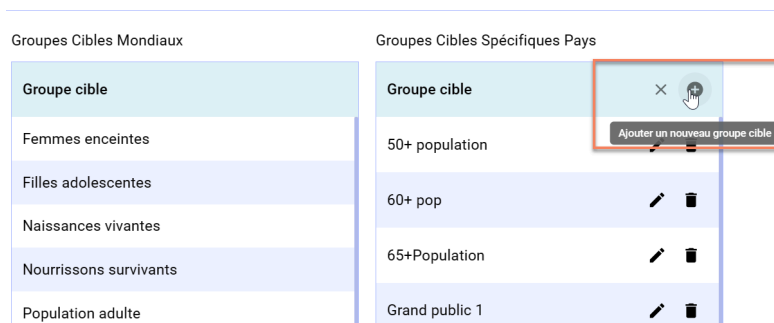 Groupes Cibles Mondiaux
Groupe cible
Femmes enceintes
Filles adolescentes
Naissances vivantes
Nourrissons survivants
Population adulte
Groupes Cibles Spécifiques Pays
Groupe cible
Ajouter un nouveau groupe cible
50+ population
60+ pop
65+Population
Grand public 1